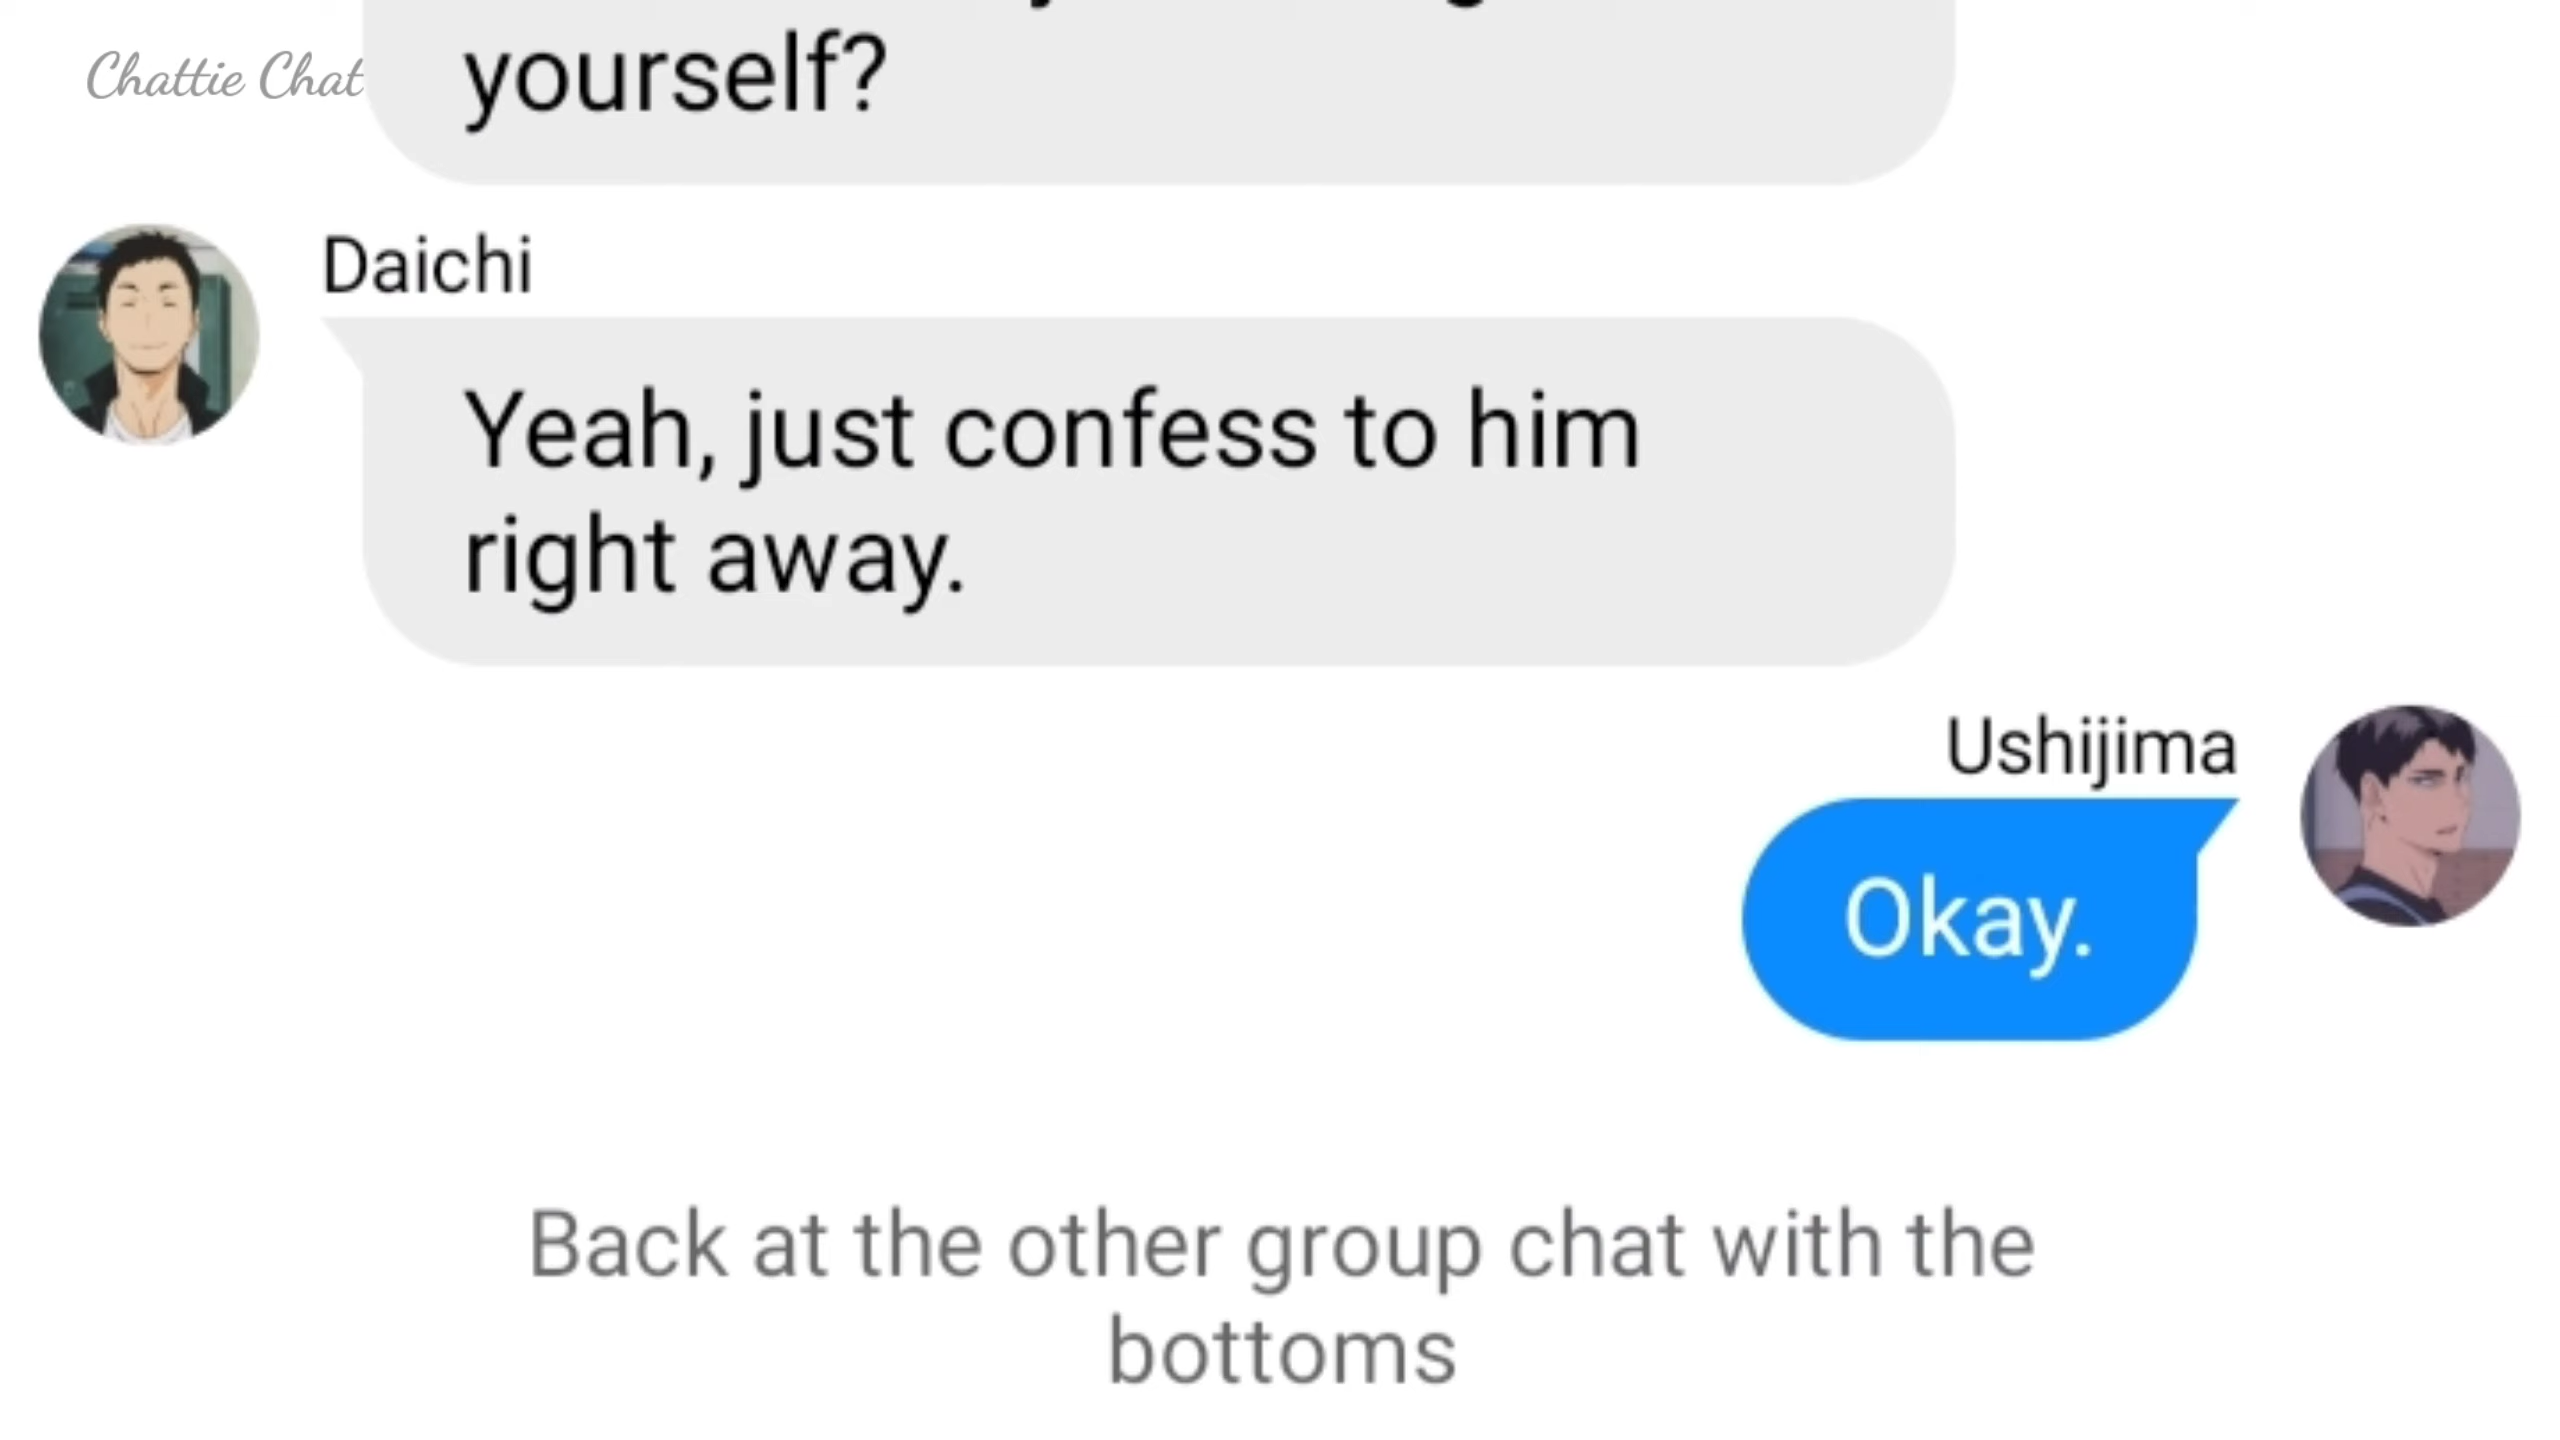 Chattie Chat
yourself?
Daichi
Yeah, just confess to him
right away.
Ushijima
Okay.
Back at the other group chat with the
bottoms